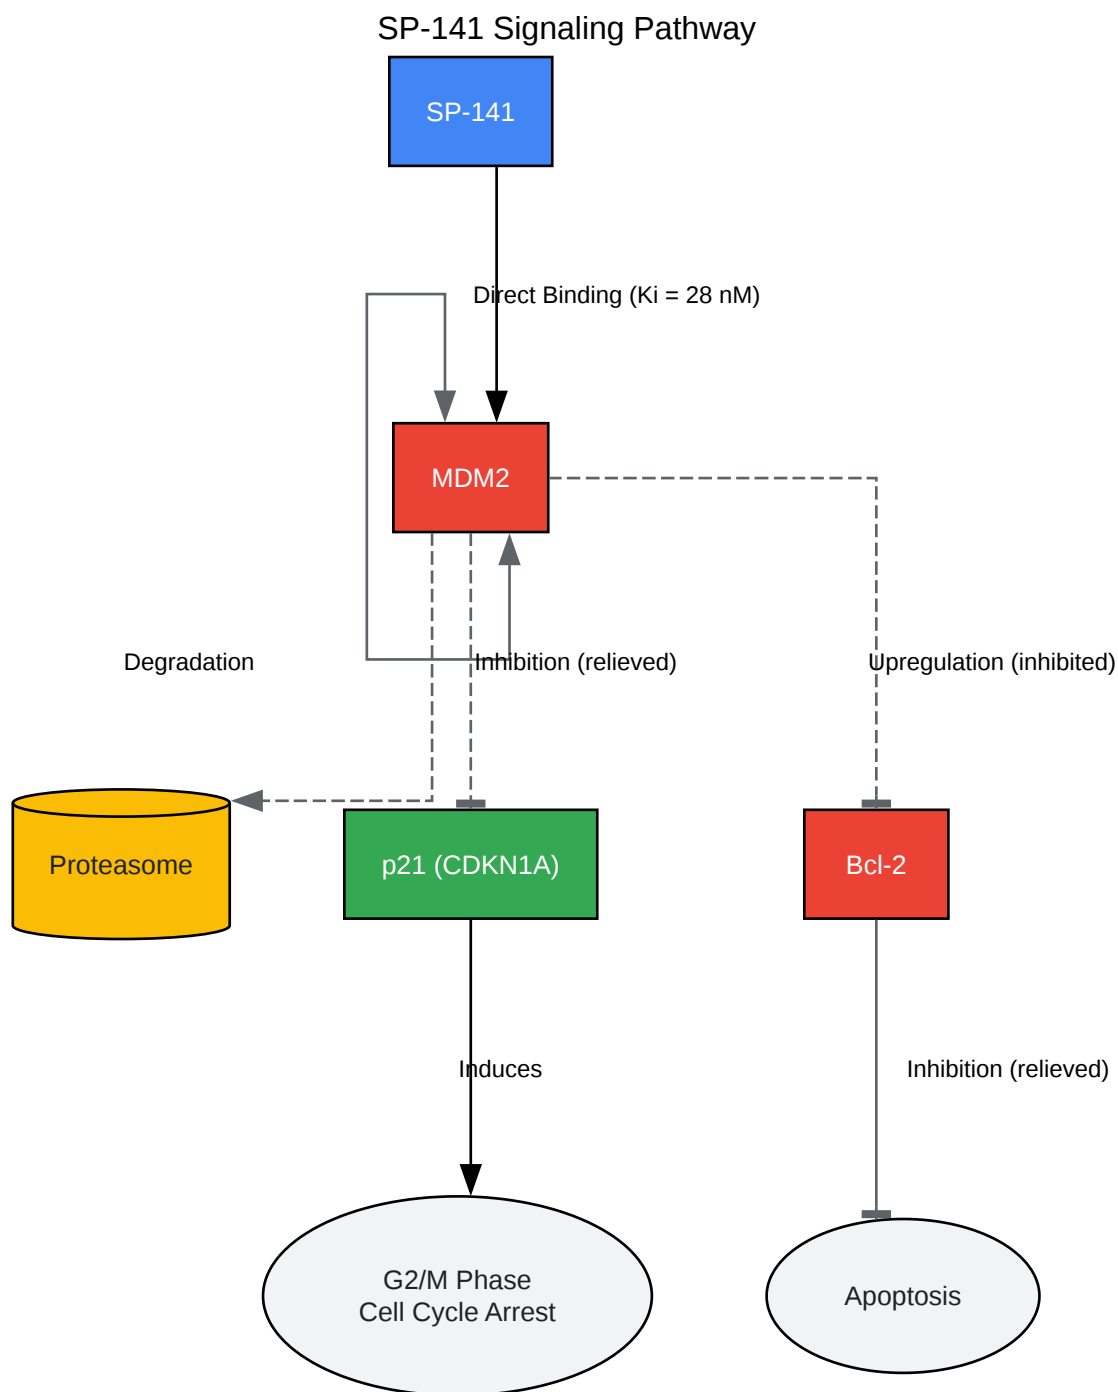 SP-141 Signaling Pathway
SP-141
Direct Binding (Ki = 28 nM)
MDM2
Degradation
Inhibition (relieved)
Upregulation (inhibited)
Proteasome
p21 (CDKN1A)
Bcl-2
Induces
Inhibition (relieved)
G2/M Phase
Cell Cycle Arrest
Apoptosis